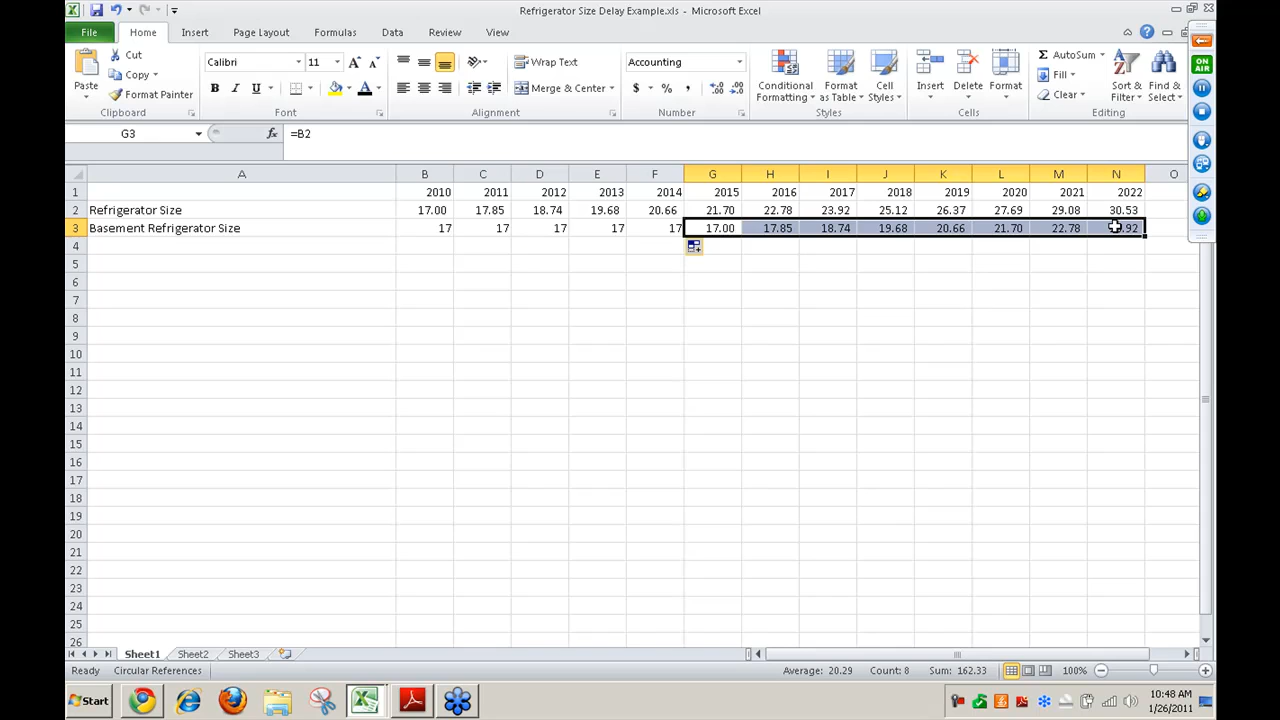 Refrigerator Size Delay Example.xls - Microsoft Excel
File Home Insert Page Layout Formulas Data Review View
Cut
Copy
Format Painter
Paste
Clipboard
Calibri 11
B I U
Font
Wrap Text
Merge & Center
Alignment
Accounting
$ % ,
Number
Conditional Formatting
Format as Table
Cell Styles
Styles
Insert Delete Format
Cells
AutoSum
Fill
Clear
Sort & Filter
Find & Select
Editing
ON AIR
G3 fx =B2
A B C D E F G H I J K L M N O
1 2010 2011 2012 2013 2014 2015 2016 2017 2018 2019 2020 2021 2022
2 Refrigerator Size 17.00 17.85 18.74 19.68 20.66 21.70 22.78 23.92 25.12 26.37 27.69 29.08 30.53
3 Basement Refrigerator Size 17 17 17 17 17 17.00 17.85 18.74 19.68 20.66 21.70 22.78 .92
4
5
6
7
8
9
10
11
12
13
14
15
16
17
18
19
20
21
22
23
24
25
26
Sheet1 Sheet2 Sheet3
Ready Circular References Average: 20.29 Count: 8 Sum: 162.33 100%
Start 10:48 AM
1/26/2011